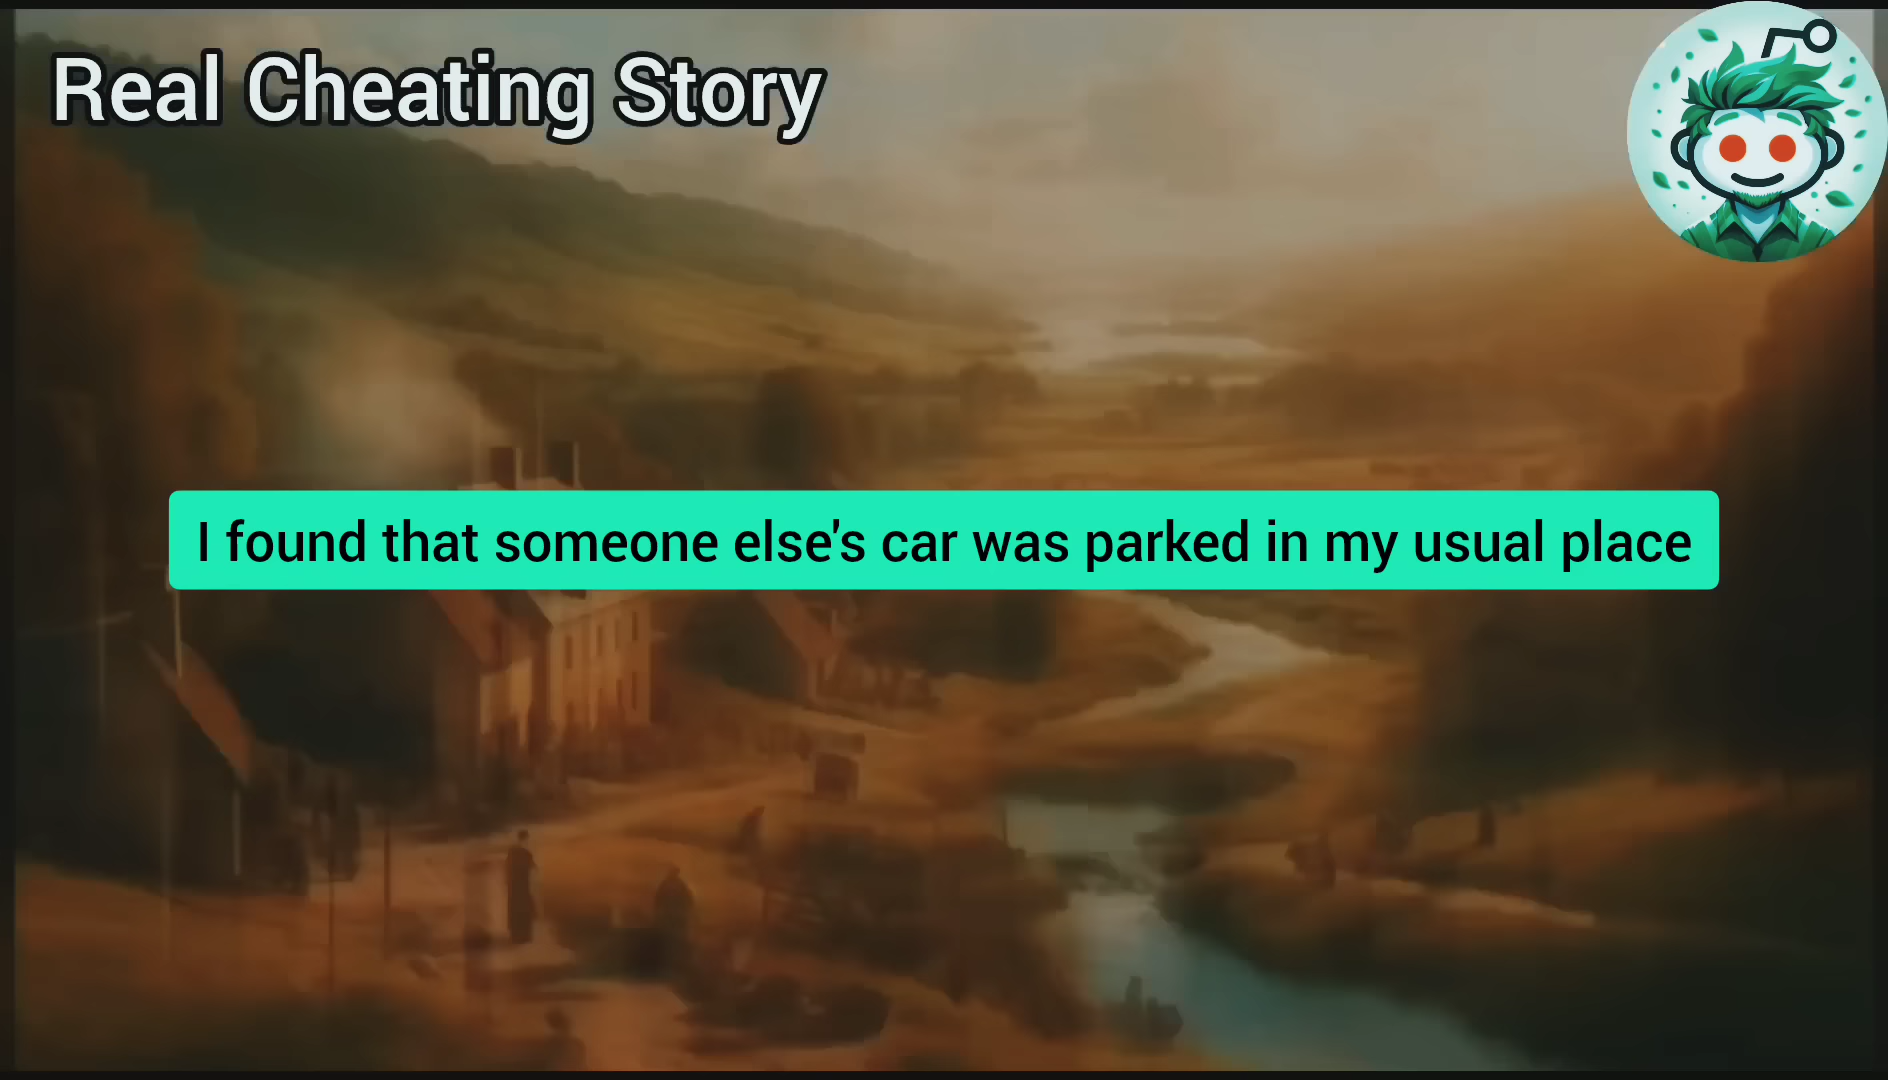 Real Cheating Story
I found that someone else's car was parked in my usual place